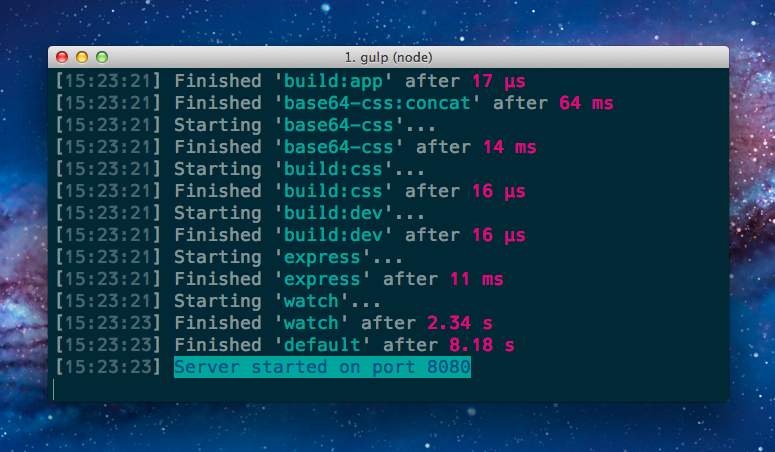 1. gulp (node)
[15:23:21] Finished 'build:app' after 17 μs
[15:23:21] Finished 'base64-css:concat' after 64 ms
[15:23:21] Starting 'base64-css'...
[15:23:21] Finished 'base64-css' after 14 ms
[15:23:21] Starting 'build:css'...
[15:23:21] Finished 'build:css' after 16 μs
[15:23:21] Starting 'build:dev'...
[15:23:21] Finished 'build:dev' after 16 μs
[15:23:21] Starting 'express'...
[15:23:21] Finished 'express' after 11 ms
[15:23:21] Starting 'watch'...
[15:23:23] Finished 'watch' after 2.34 s
[15:23:23] Finished 'default' after 8.18 s
[15:23:23] Server started on port 8080